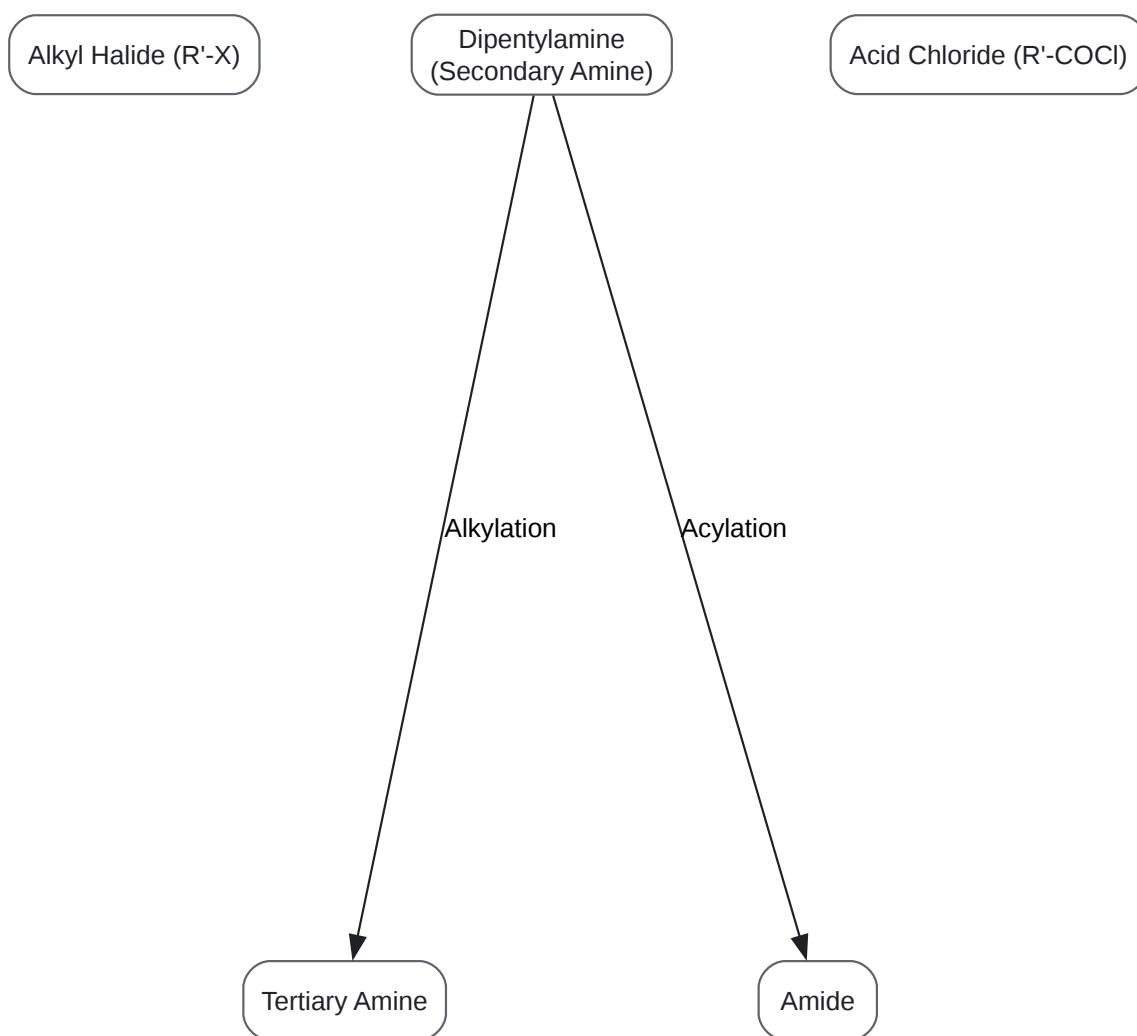 Alkyl Halide (R'-X)
Dipentylamine
(Secondary Amine)
Acid Chloride (R'-COCl)
Alkylation
Acylation
Tertiary Amine
Amide